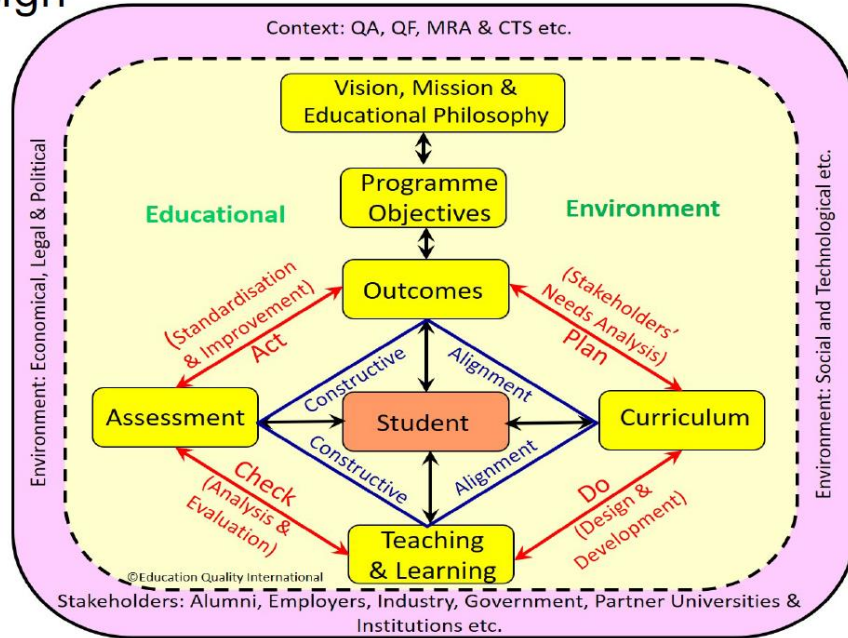 Context: QA, QF, MRA & CTS etc.
Vision, Mission &
Educational Philosophy
Programme
Objectives
Educational
Environment
Outcomes
(Standardisation
& Improvement)
Act
(Stakeholders'
Needs Analysis)
Plan
Constructive
Alignment
Assessment
Student
Curriculum
Constructive
Alignment
Check
(Analysis &
Evaluation)
Do
(Design &
Development)
Teaching
& Learning
©Education Quality International
Environment: Economical, Legal & Political
Environment: Social and Technological etc.
Stakeholders: Alumni, Employers, Industry, Government, Partner Universities &
Institutions etc.